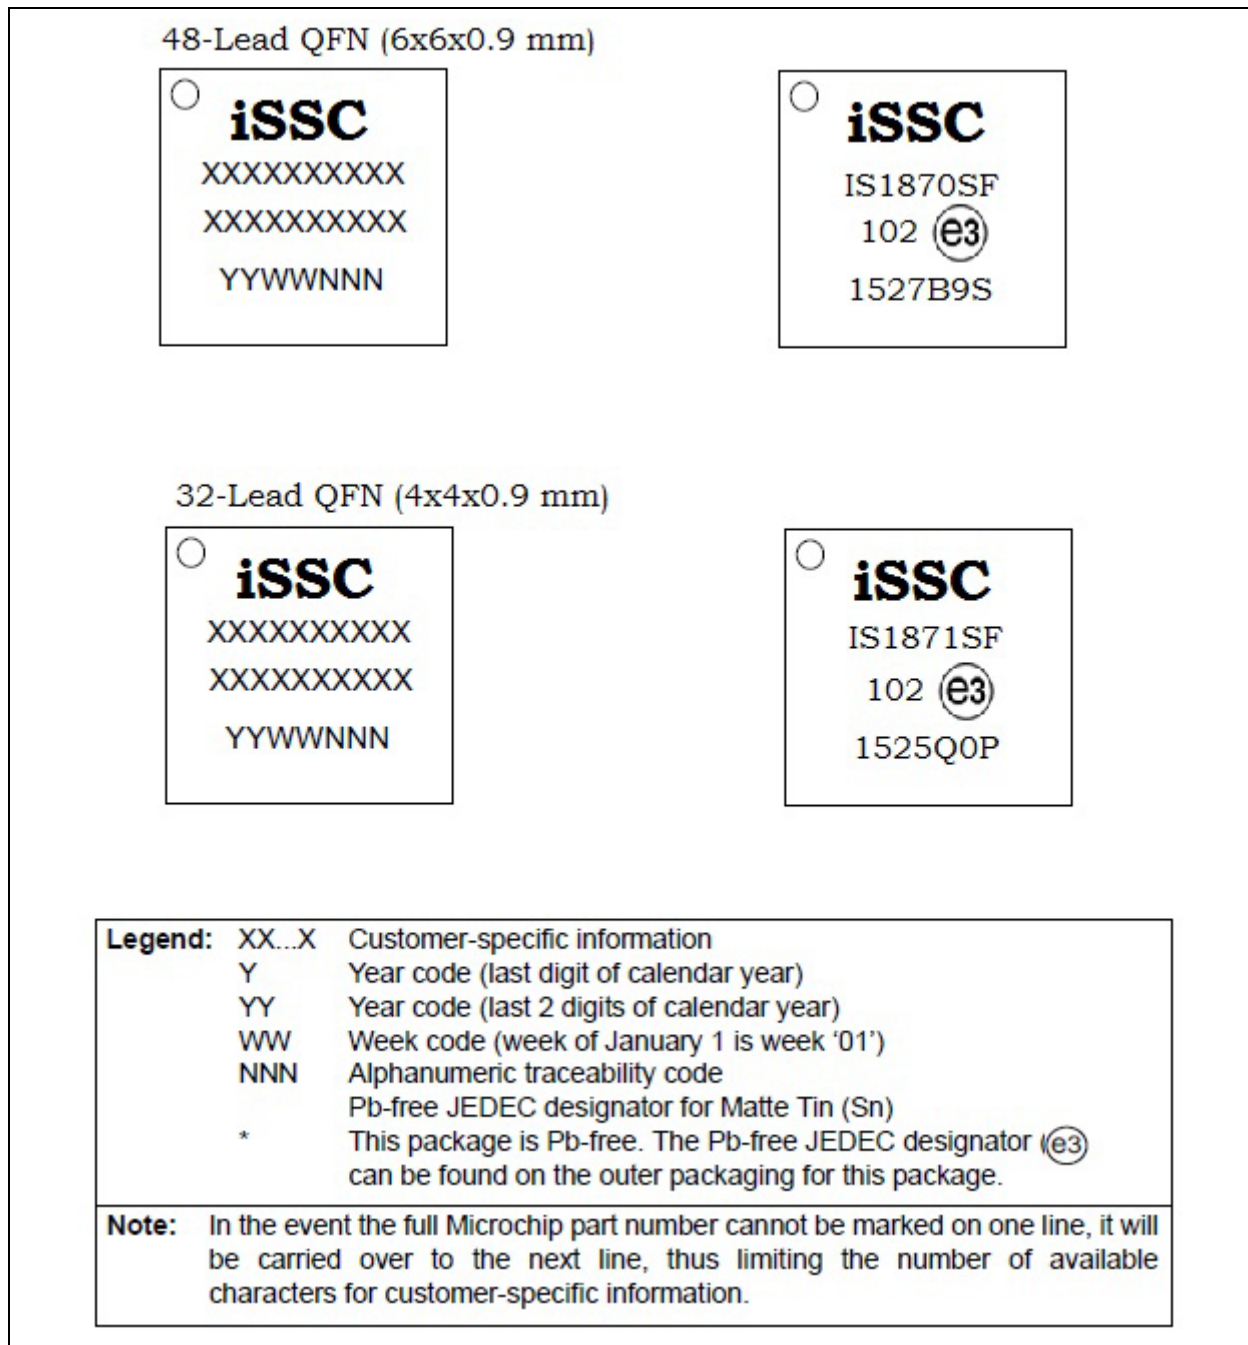 48-Lead QFN (6x6x0.9 mm)
iSSC
XXXXXXXXXX
XXXXXXXXXX
YYWWNNN
iSSC
IS1870SF
102 e3
1527B9S
32-Lead QFN (4x4x0.9 mm)
iSSC
XXXXXXXXXX
XXXXXXXXXX
YYWWNNN
iSSC
IS1871SF
102 e3
1525Q0P
Legend: XX...X Customer-specific information
Y Year code (last digit of calendar year)
YY Year code (last 2 digits of calendar year)
WW Week code (week of January 1 is week ‘01’)
NNN Alphanumeric traceability code
Pb-free JEDEC designator for Matte Tin (Sn)
* This package is Pb-free. The Pb-free JEDEC designator (e3)
can be found on the outer packaging for this package.
Note: In the event the full Microchip part number cannot be marked on one line, it will
be carried over to the next line, thus limiting the number of available
characters for customer-specific information.